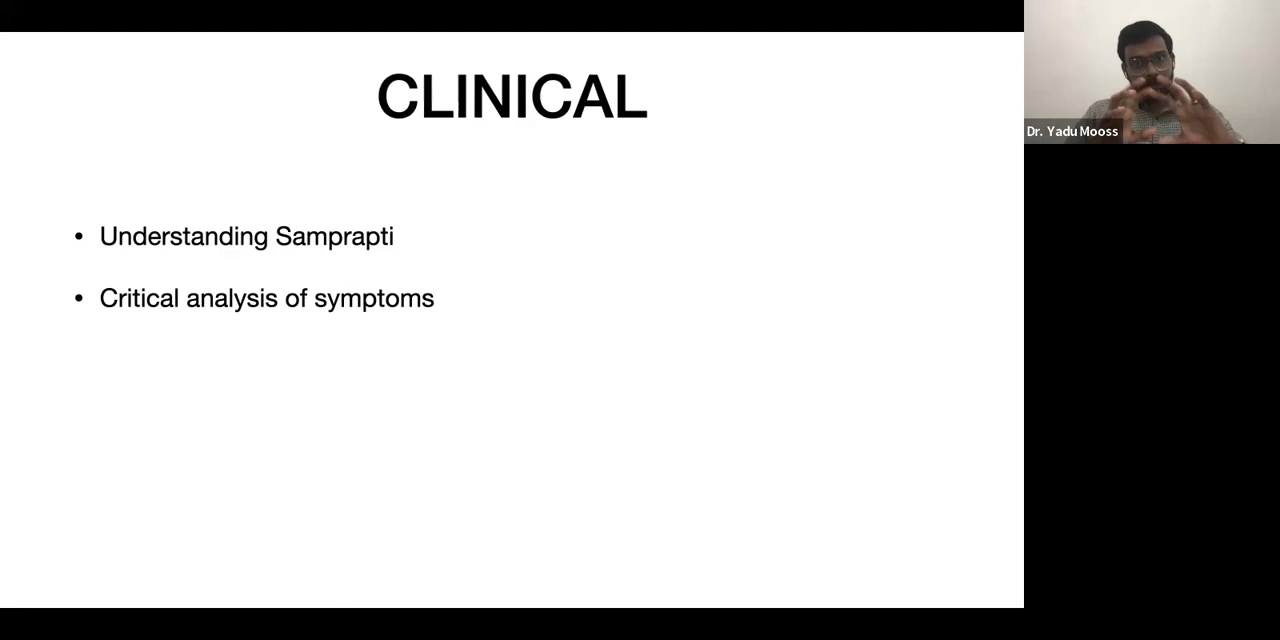 CLINICAL
• Understanding Samprapti
• Critical analysis of symptoms
Dr. Yadu Mooss